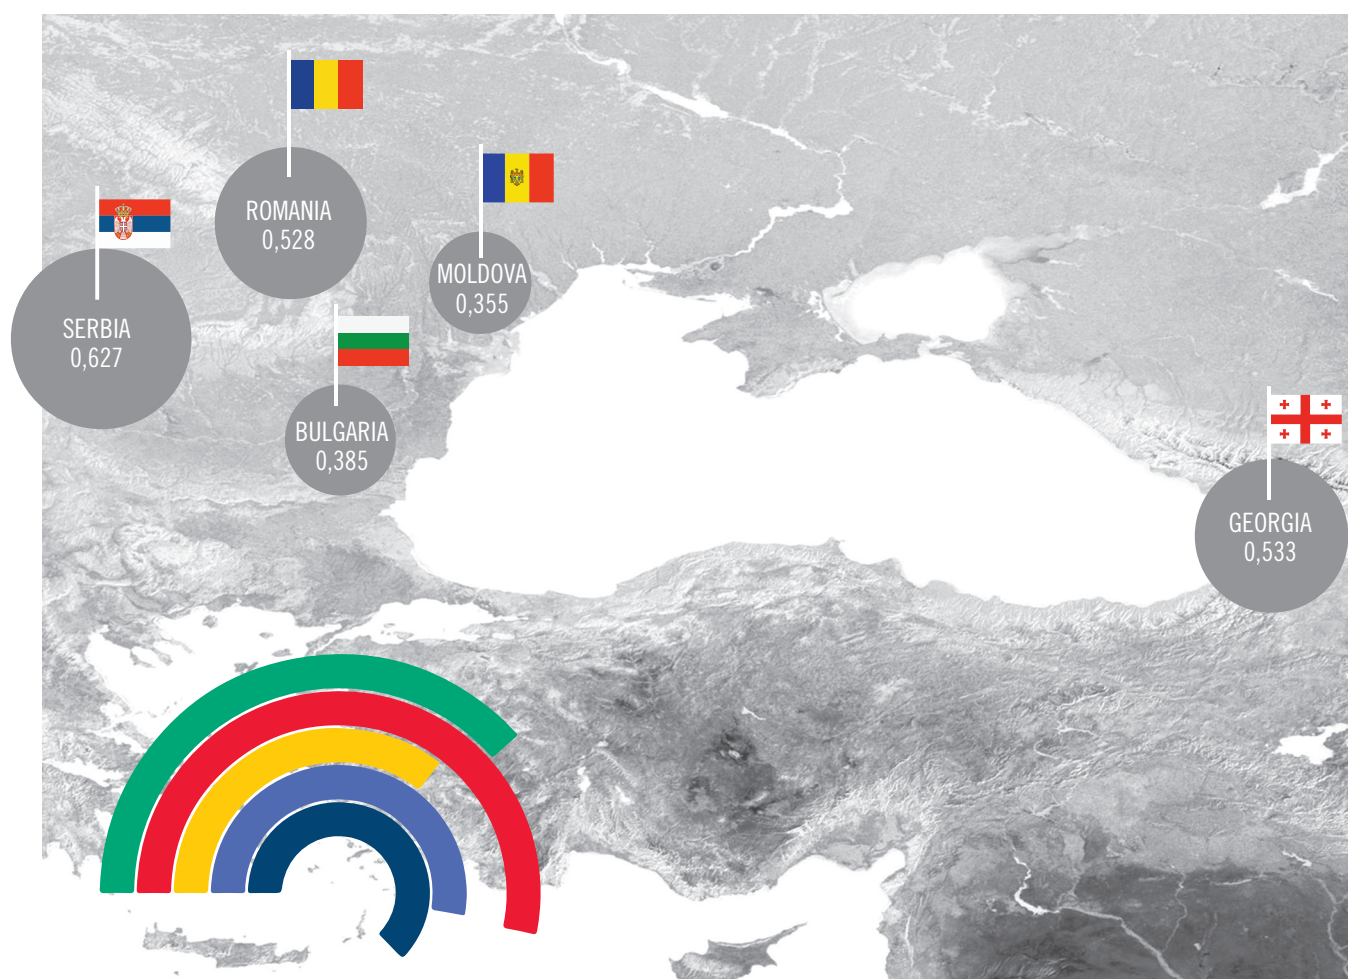 ROMANIA
0,528
MOLDOVA
0,355
SERBIA
0,627
BULGARIA
0,385
GEORGIA
0,533